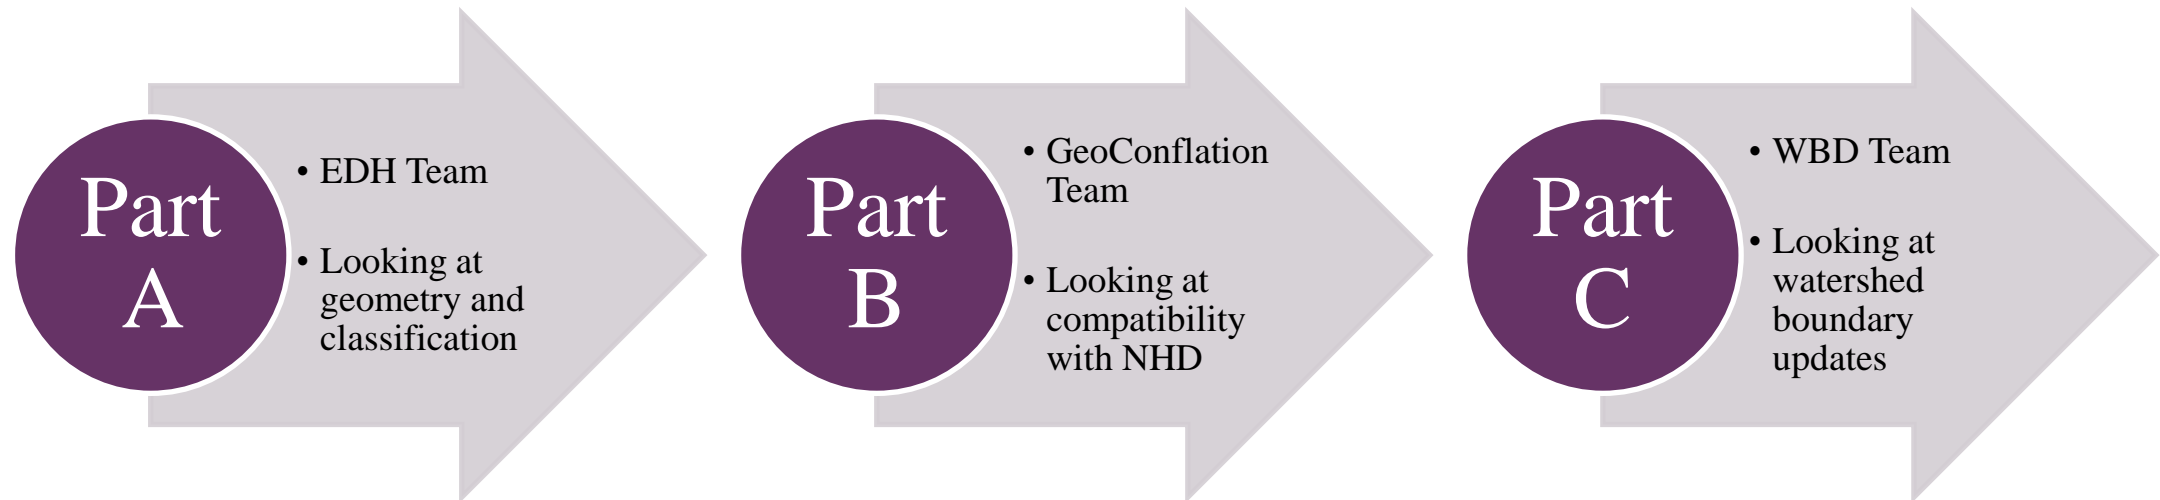 Part
A
• EDH Team
• Looking at
geometry and
classification
Part
B
• GeoConflation
Team
• Looking at
compatibility
with NHD
Part
C
• WBD Team
• Looking at
watershed
boundary
updates